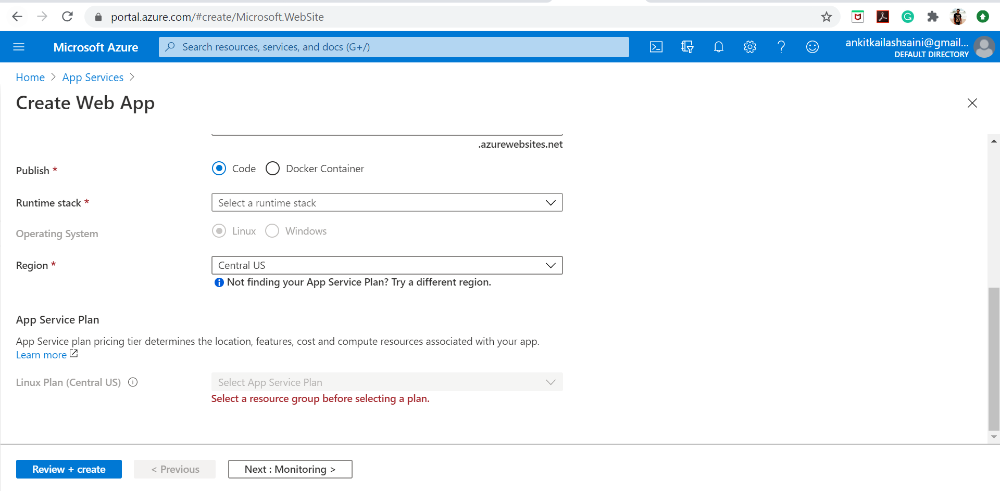 portal.azure.com/#create/Microsoft.WebSite
Microsoft Azure
Search resources, services, and docs (G+/)
ankitkailashsaini@gmail...
DEFAULT DIRECTORY
Home > App Services >
Create Web App
.azurewebsites.net
Publish *
Code
Docker Container
Runtime stack *
Select a runtime stack
Operating System
Linux
Windows
Region *
Central US
Not finding your App Service Plan? Try a different region.
App Service Plan
App Service plan pricing tier determines the location, features, cost and compute resources associated with your app.
Learn more
Linux Plan (Central US)
Select App Service Plan
Select a resource group before selecting a plan.
Review + create
< Previous
Next : Monitoring >